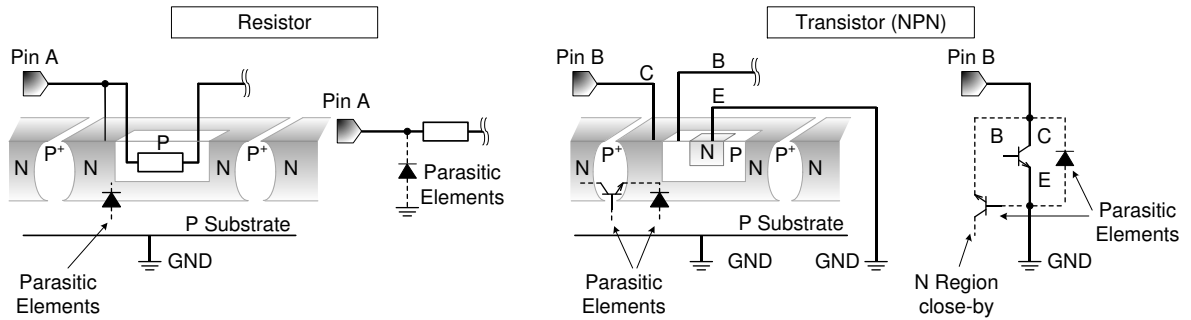 Resistor
Transistor (NPN)
Pin A
Pin B
C
B
E
Pin B
Pin A
N
P+
N
P
P+
N
N
P+
N
N
P
P+
N
B
C
E
Parasitic
Elements
P Substrate
GND
Parasitic
Elements
P Substrate
GND
GND
Parasitic
Elements
Parasitic
Elements
GND
N Region
close-by